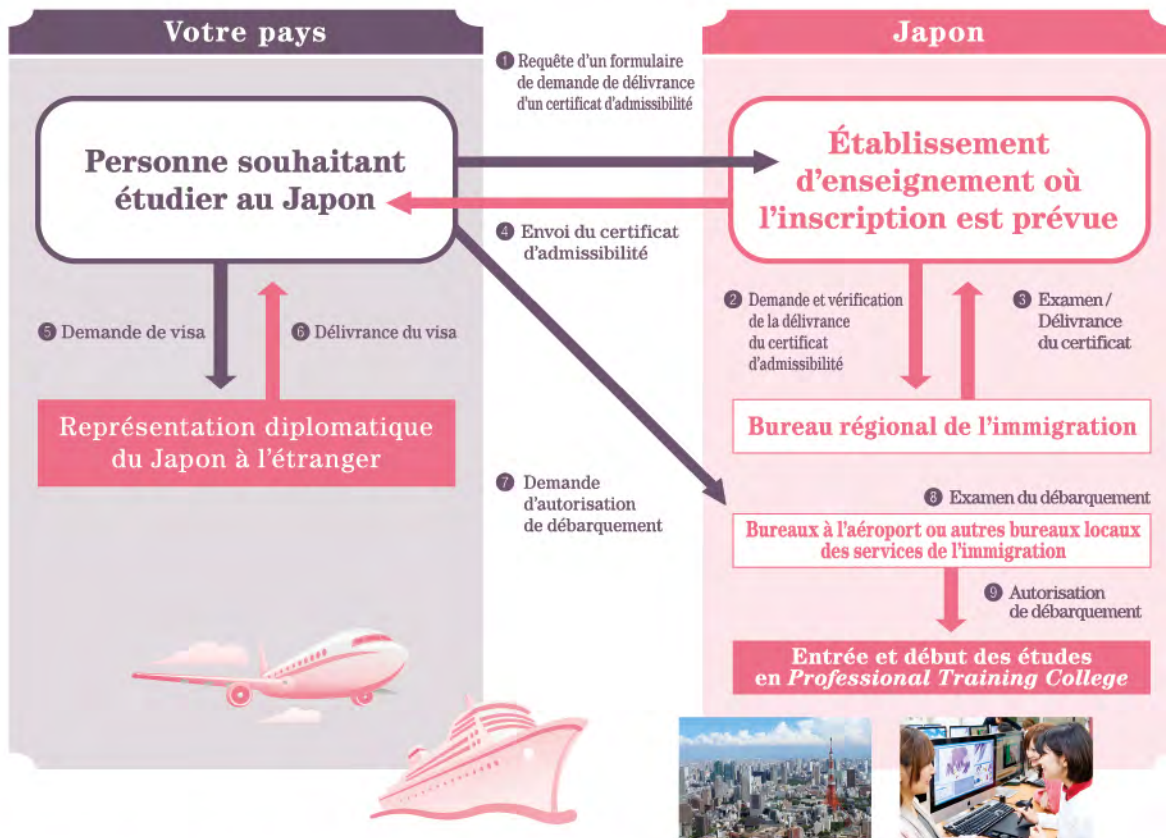 Votre pays
Japon
❶ Requête d'un formulaire
de demande de délivrance
d'un certificat d'admissibilité
Personne souhaitant
étudier au Japon
Établissement
d'enseignement où
l'inscription est prévue
❹ Envoi du certificat
d'admissibilité
❺ Demande de visa
❻ Délivrance du visa
❷ Demande et vérification
de la délivrance
du certificat
d'admissibilité
❸ Examen /
Délivrance
du certificat
Représentation diplomatique
du Japon à l'étranger
Bureau régional de l'immigration
❼ Demande
d'autorisation
de débarquement
❽ Examen du débarquement
Bureaux à l'aéroport ou autres bureaux locaux
des services de l'immigration
❾ Autorisation
de débarquement
Entrée et début des études
en Professional Training College